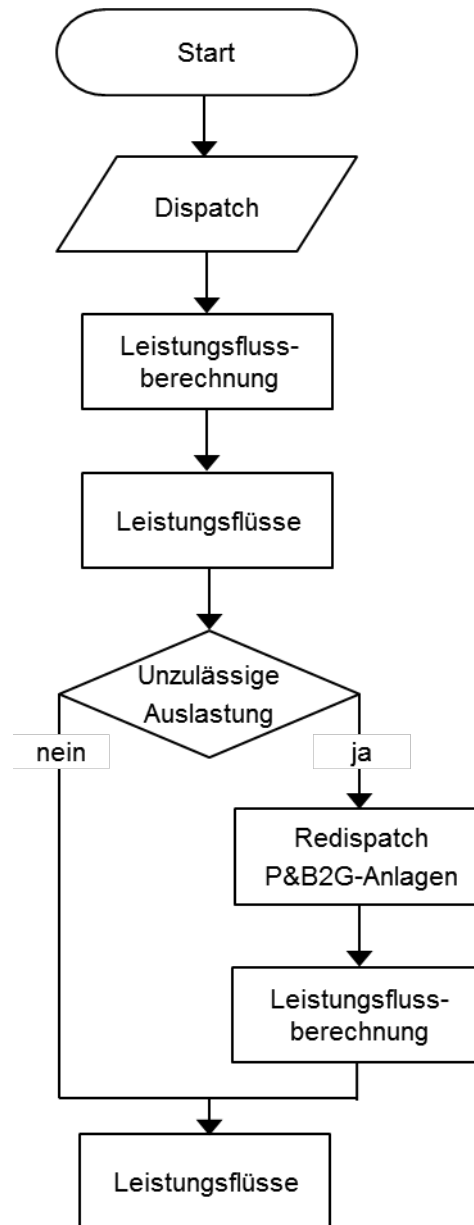 Start
Dispatch
Leistungsfluss-
berechnung
Leistungsflüsse
Unzulässige
Auslastung
nein
ja
Redispatch
P&B2G-Anlagen
Leistungsfluss-
berechnung
Leistungsflüsse